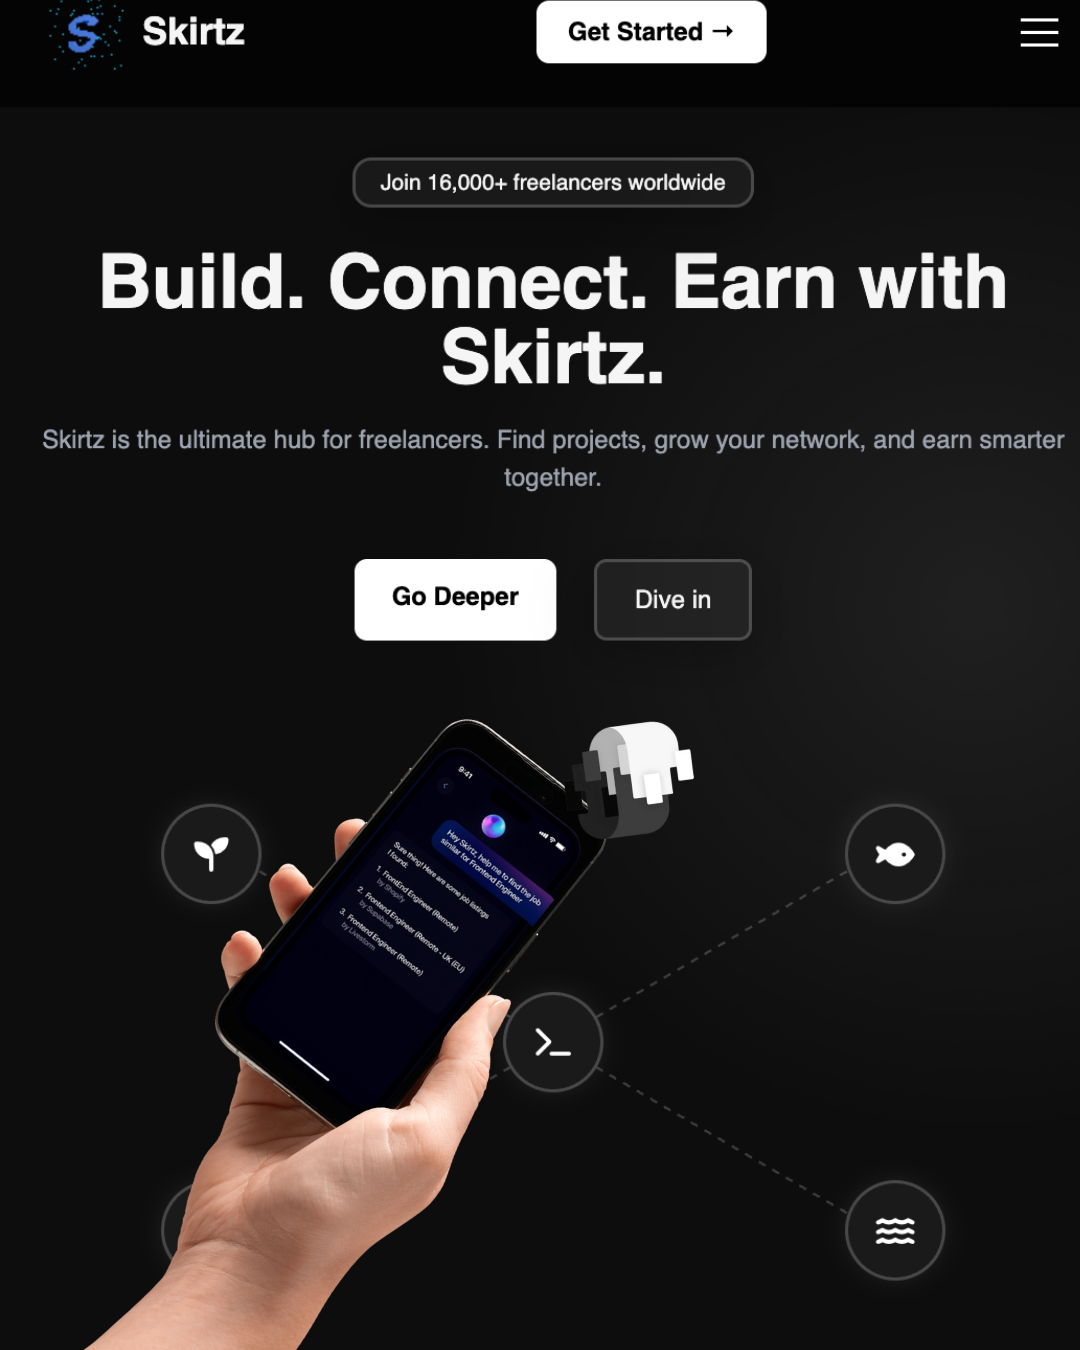 S Skirtz
Get Started →
Join 16,000+ freelancers worldwide
Build. Connect. Earn with
Skirtz.
Skirtz is the ultimate hub for freelancers. Find projects, grow your network, and earn smarter
together.
Go Deeper
Dive in
9:41
Hey Skirtz, help me to find the job
similar for Frontend Engineer
Sure thing! Here are some job listings
I found:
1. FrontEnd Engineer (Remote)
by Shopify
2. Frontend Engineer (Remote - UK (EU)
by Supabase
3. Frontend Engineer (Remote)
by Livestorm